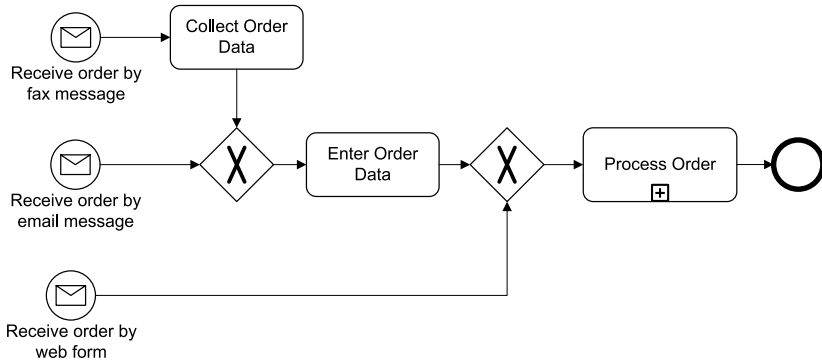 Collect Order
Data
Receive order by
fax message
Enter Order
Data
Process Order
Receive order by
email message
Receive order by
web form